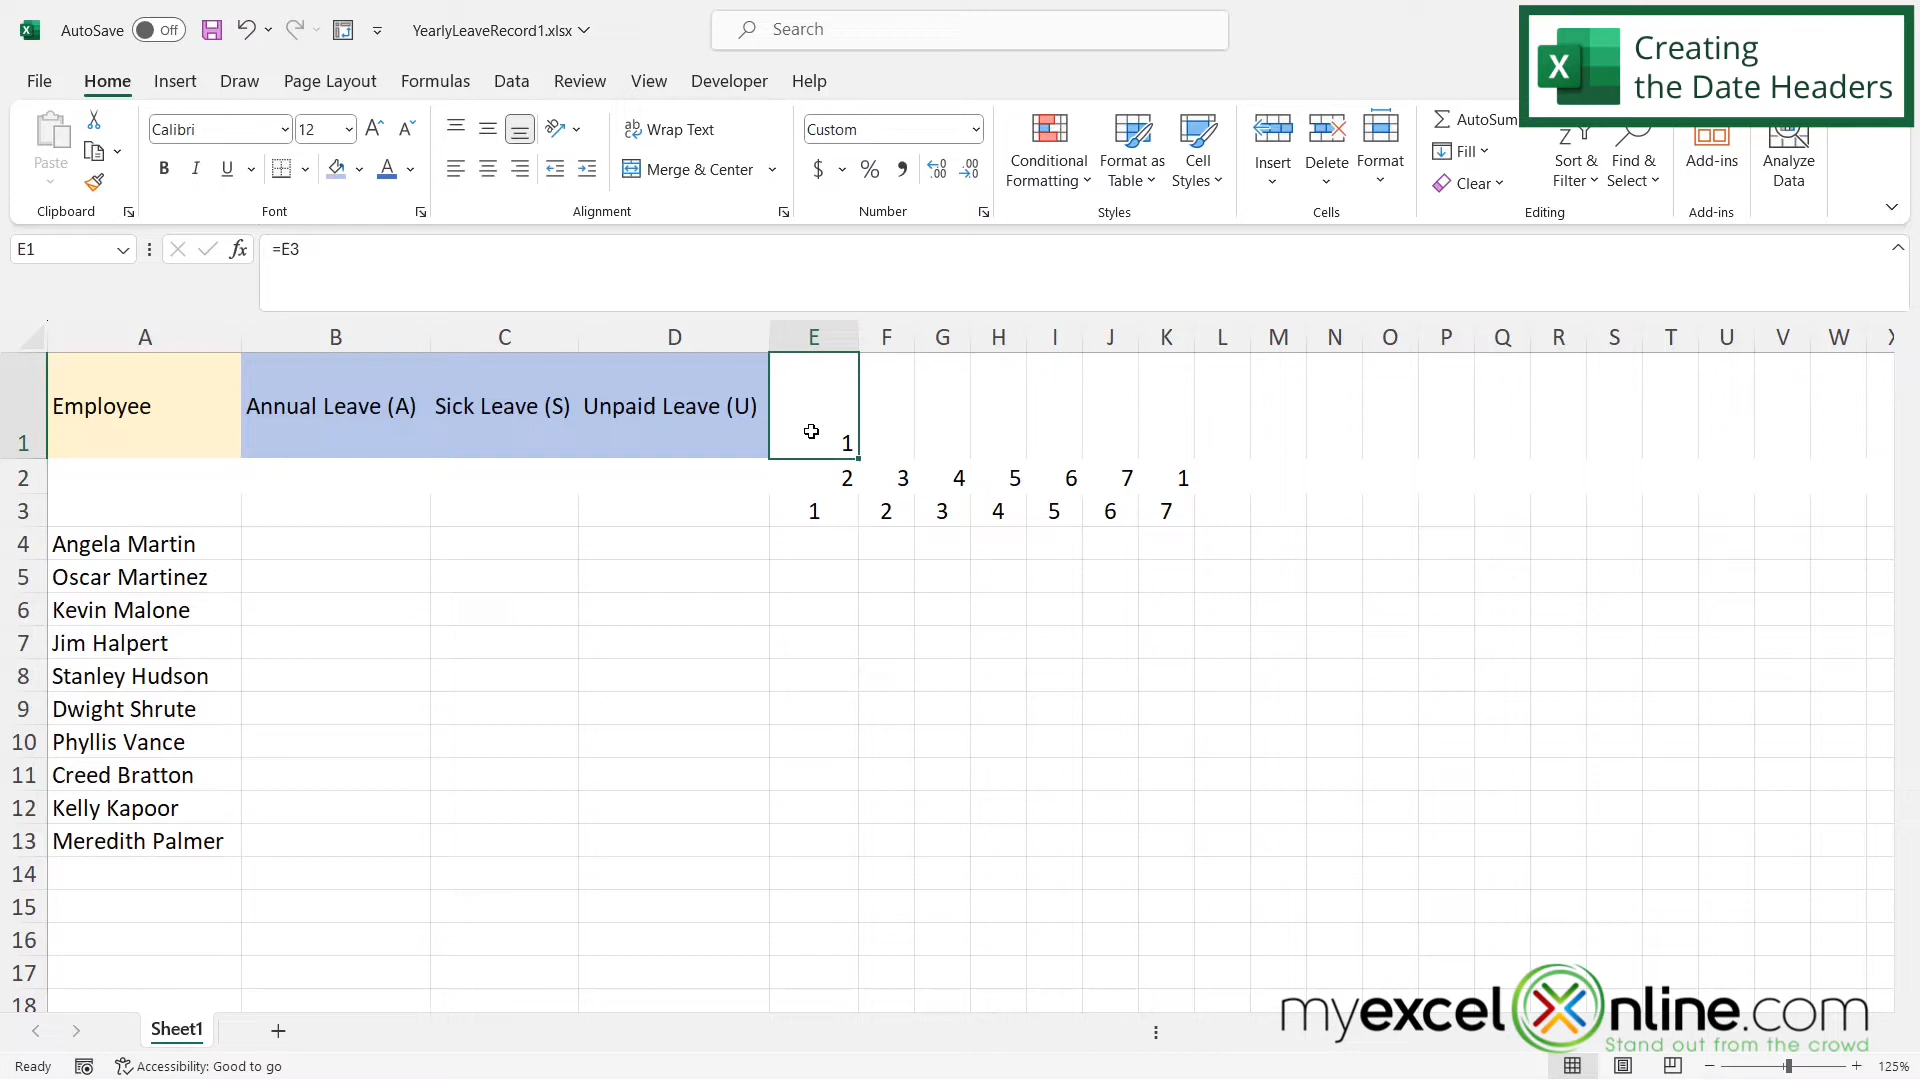 AutoSave Off YearlyLeaveRecord1.xlsx Search
Creating
the Date Headers
File Home Insert Draw Page Layout Formulas Data Review View Developer Help
Paste
Clipboard
Calibri 12
B I U
Font
Wrap Text
Merge & Center
Alignment
Custom
$ % ,
Number
Conditional
Formatting
Format as
Table
Cell
Styles
Styles
Insert
Delete
Format
Cells
AutoSum
Fill
Clear
Sort &
Filter
Find &
Select
Editing
Add-ins
Add-ins
Analyze
Data
E1 fx =E3
A B C D E F G H I J K L M N O P Q R S T U V W X
1 Employee Annual Leave (A) Sick Leave (S) Unpaid Leave (U) 1
2 2 3 4 5 6 7 1
3 1 2 3 4 5 6 7
4 Angela Martin
5 Oscar Martinez
6 Kevin Malone
7 Jim Halpert
8 Stanley Hudson
9 Dwight Shrute
10 Phyllis Vance
11 Creed Bratton
12 Kelly Kapoor
13 Meredith Palmer
14
15
16
17
18
Sheet1
myexcelXnline.com
Stand out from the crowd
Ready Accessibility: Good to go 125%